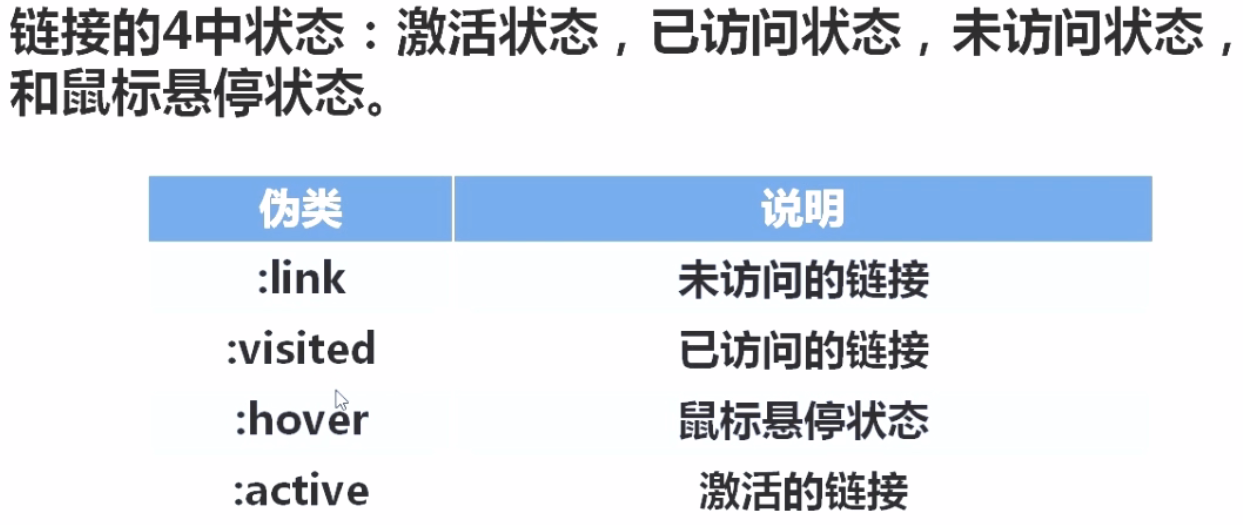 链接的4中状态：激活状态，已访问状态，未访问状态，
和鼠标悬停状态。
伪类 说明
:link 未访问的链接
:visited 已访问的链接
:hover 鼠标悬停状态
:active 激活的链接